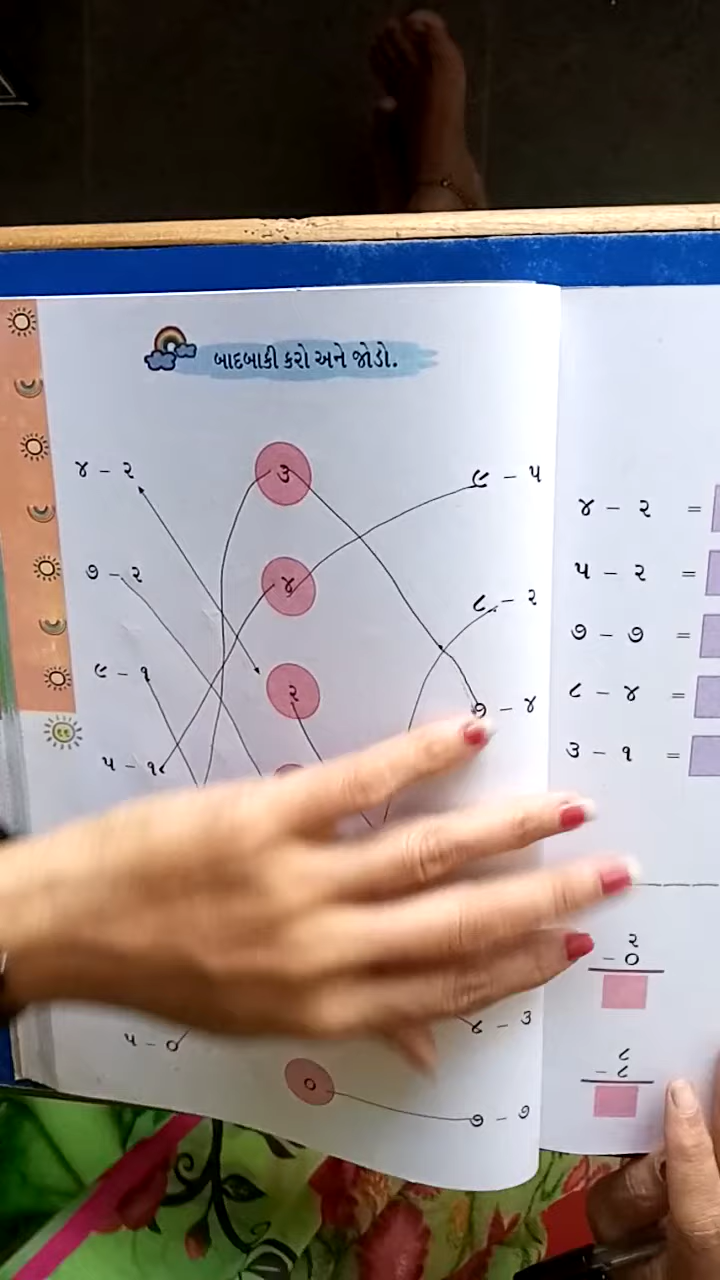 બાદબાકી કરો અને જોડો.
૪ - ૨
૩
૯ - ૫
૭ - ૨
૪
૮ - ૨
૯ - ૧
૨
૭ - ૪
૫ - ૧
૫ - ૦
૯ - ૩
૦
૭ - ૭
૪ - ૨ =
૫ - ૨ =
૭ - ૭ =
૮ - ૪ =
૩ - ૧ =
૨
- ૦
૮
- ૮